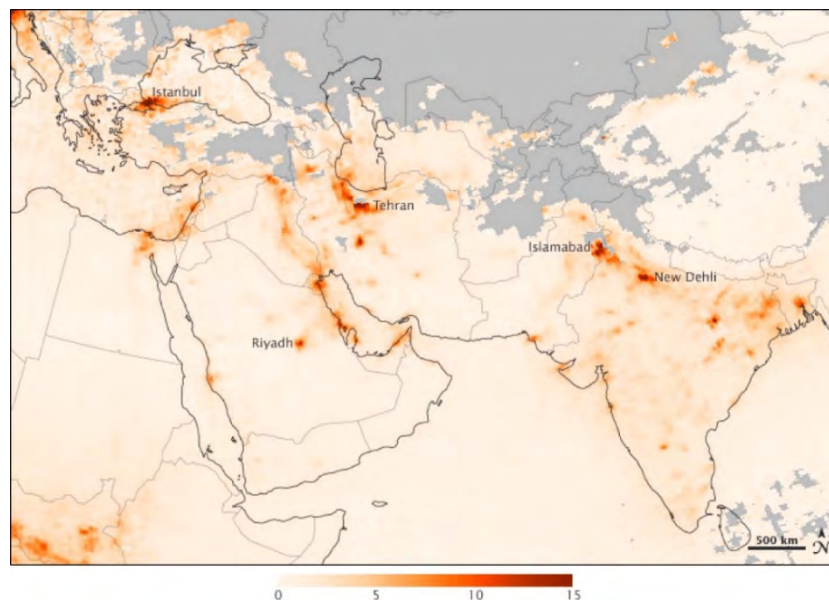 Istanbul
Tehran
Islamabad
New Dehli
Riyadh
500 km
N
0 5 10 15